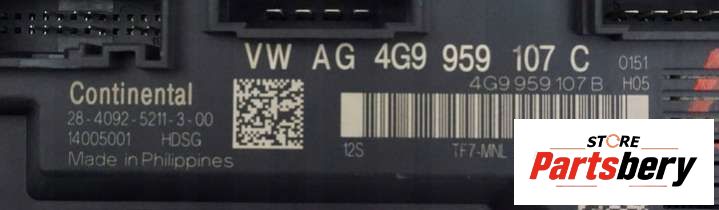 VW AG 4G9 959 107 C 0151
4G9 959 107 B H05
Continental
28-4092-5211-3-00
14005001 HDSG
Made in Philippines
12S TF7-MNL
STORE
Partsbery